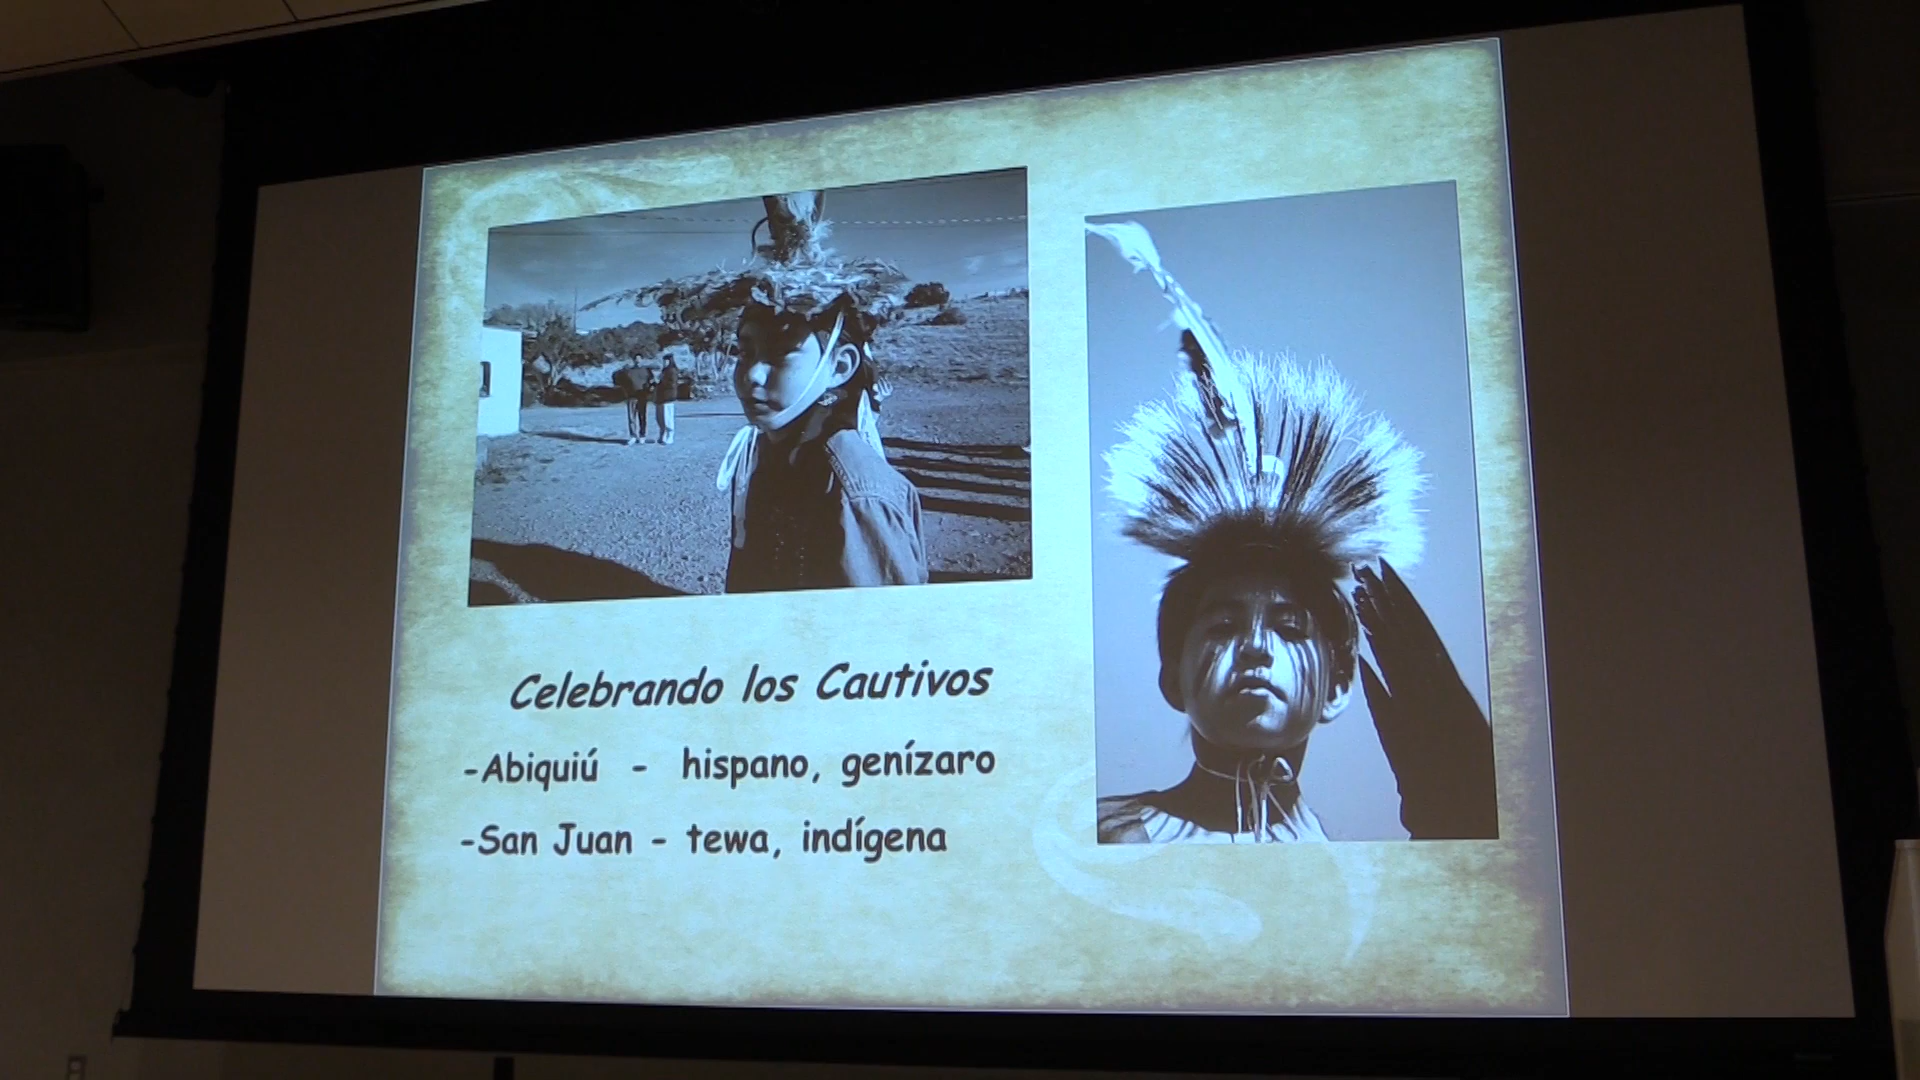 Celebrando los Cautivos
-Abiquiú - hispano, genízaro
-San Juan - tewa, indígena